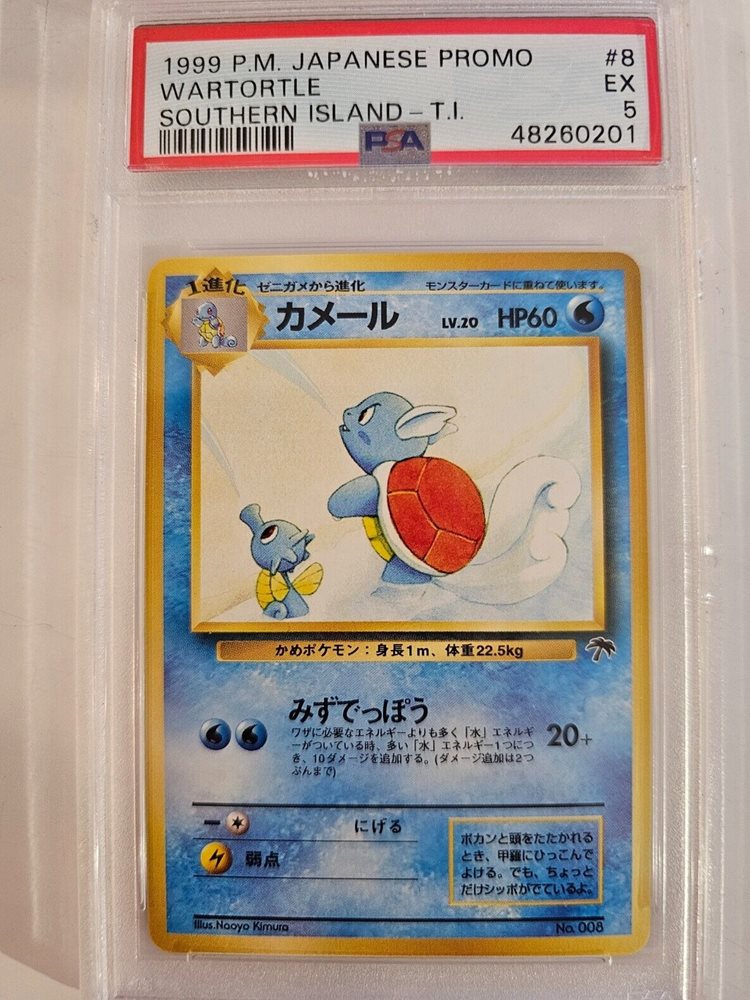 1999 P.M. JAPANESE PROMO #8
WARTORTLE EX
SOUTHERN ISLAND – T.I. 5
PSA 48260201
1進化 ゼニガメから進化 モンスターカードに重ねて使います。
カメール LV.20 HP60
かめポケモン：身長1m、体重22.5kg
みずでっぽう
ワザに必要なエネルギーよりも多く「水」エネルギ
ーがついている時、多い「水」エネルギー1つにつ
き、10ダメージを追加する。(ダメージ追加は2つ
ぶんまで)
20+
にげる
弱点
ポカンと頭をたたかれる
とき、甲羅にひっこんで
よける。でも、ちょっと
だけシッポがでているよ。
Illus.Naoyo Kimura No. 008